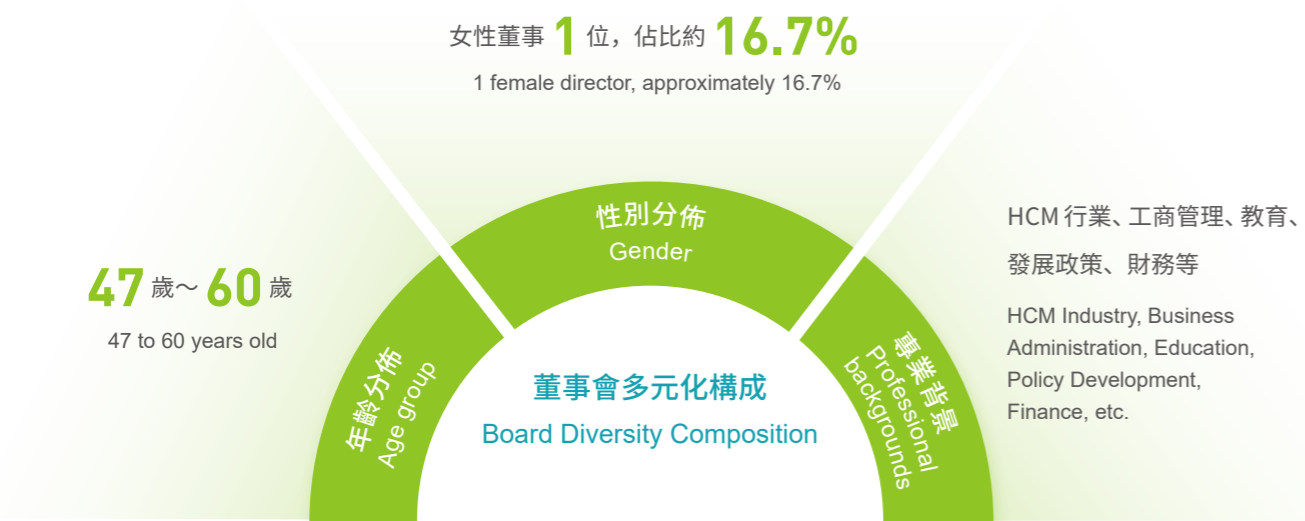 女性董事 1 位，佔比約 16.7%
1 female director, approximately 16.7%
47 歲～ 60 歲
47 to 60 years old
年齡分佈
Age group
性別分佈
Gender
專業背景
Professional
backgrounds
HCM 行業、工商管理、教育、
發展政策、財務等
HCM Industry, Business
Administration, Education,
Policy Development,
Finance, etc.
董事會多元化構成
Board Diversity Composition